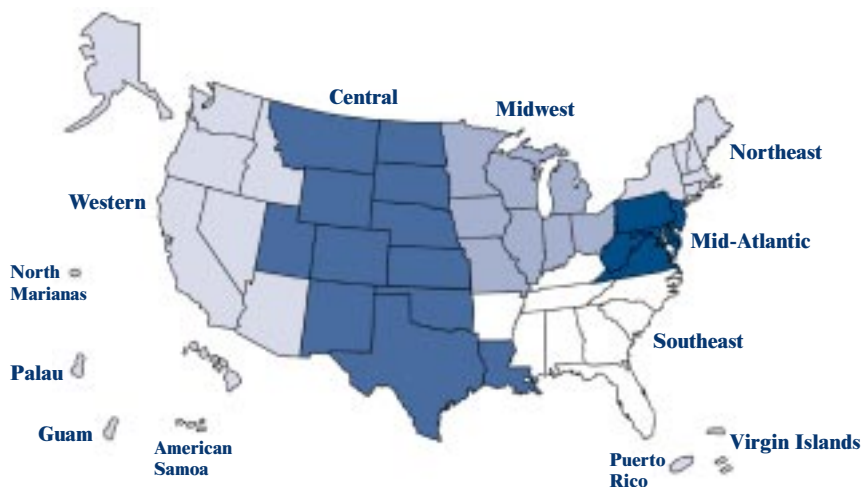 Central
Midwest
Northeast
Western
Mid-Atlantic
North
Marianas
Southeast
Palau
Guam
American
Samoa
Virgin Islands
Puerto
Rico